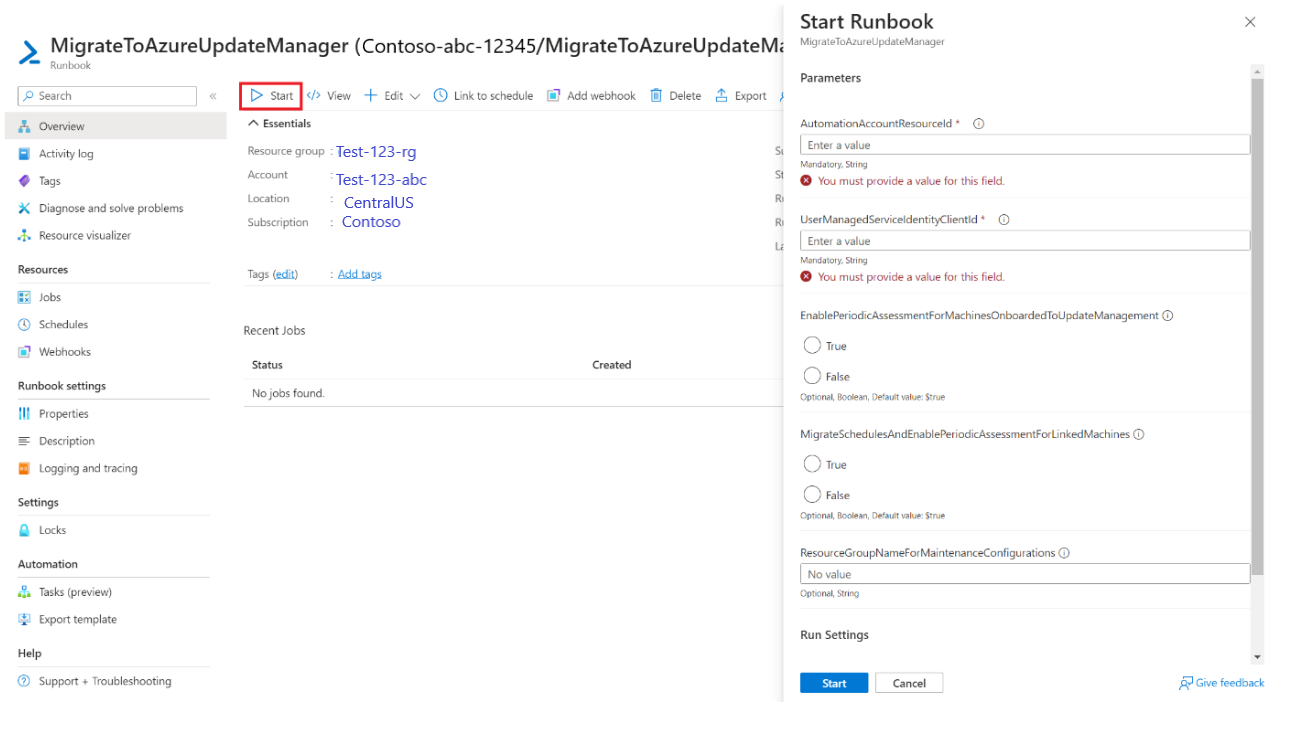 MigrateToAzureUpdateManager (Contoso-abc-12345/MigrateToAzureUpdateMa
Runbook
Search
«
Start
View
Edit
Link to schedule
Add webhook
Delete
Export
Overview
Activity log
Tags
Diagnose and solve problems
Resource visualizer
Resources
Jobs
Schedules
Webhooks
Runbook settings
Properties
Description
Logging and tracing
Settings
Locks
Automation
Tasks (preview)
Export template
Help
Support + Troubleshooting
Essentials
Resource group : Test-123-rg
Account : Test-123-abc
Location : CentralUS
Subscription : Contoso
Tags (edit) : Add tags
Su
St
Ru
Ru
La
Recent Jobs
Status Created
No jobs found.
Start Runbook
MigrateToAzureUpdateManager
Parameters
AutomationAccountResourceId *
Enter a value
Mandatory, String
You must provide a value for this field.
UserManagedServiceIdentityClientId *
Enter a value
Mandatory, String
You must provide a value for this field.
EnablePeriodicAssessmentForMachinesOnboardedToUpdateManagement
True
False
Optional, Boolean, Default value: $true
MigrateSchedulesAndEnablePeriodicAssessmentForLinkedMachines
True
False
Optional, Boolean, Default value: $true
ResourceGroupNameForMaintenanceConfigurations
No value
Optional, String
Run Settings
Start
Cancel
Give feedback